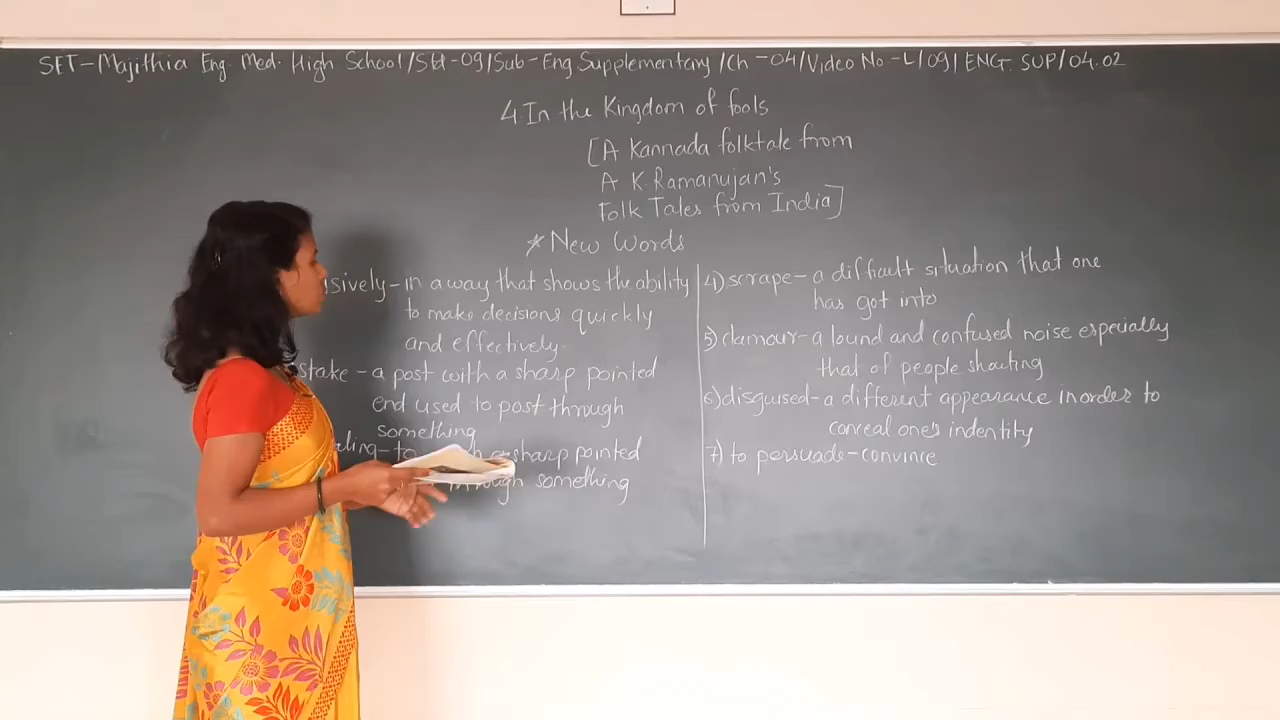 SET-Majithia Eng. Med. High School/Std-09/Sub-Eng Supplementary/Ch-04/Video No-L/09/ENG. SUP/04.02
4. In the Kingdom of fools
[A Kannada folktale from
A K Ramanujan's
Folk Tales from India]
* New Words
sively - in a way that shows the ability
to make decisions quickly
and effectively.
stake - a post with a sharp pointed
end used to post through
something
- to sharp pointed
through something
4) scrape - a difficult situation that one
has got into
5) clamour - a lound and confused noise especially
that of people shouting
6) disguised - a different appearance inorder to
conceal one's indentity
7) to persuade - convince